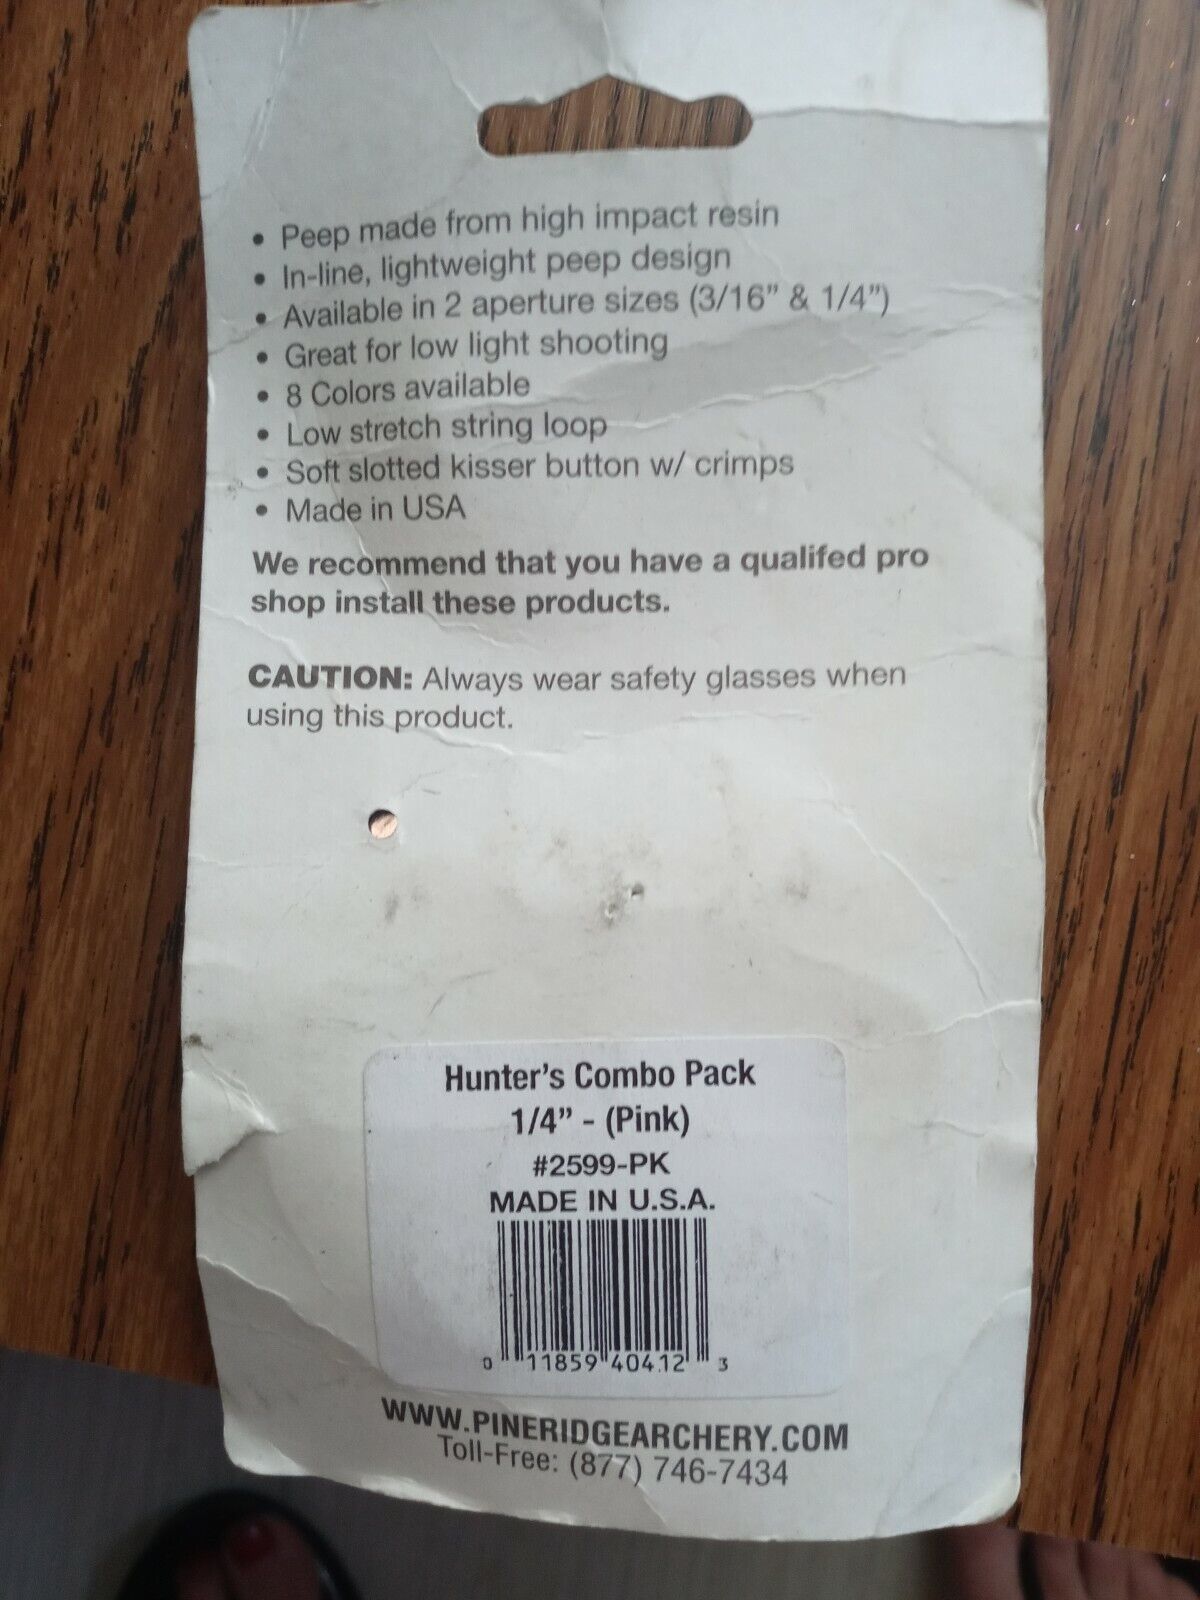 • Peep made from high impact resin
• In-line, lightweight peep design
• Available in 2 aperture sizes (3/16” & 1/4”)
• Great for low light shooting
• 8 Colors available
• Low stretch string loop
• Soft slotted kisser button w/ crimps
• Made in USA
We recommend that you have a qualifed pro
shop install these products.
CAUTION: Always wear safety glasses when
using this product.
Hunter’s Combo Pack
1/4” - (Pink)
#2599-PK
MADE IN U.S.A.
0 11859 40412 3
WWW.PINERIDGEARCHERY.COM
Toll-Free: (877) 746-7434